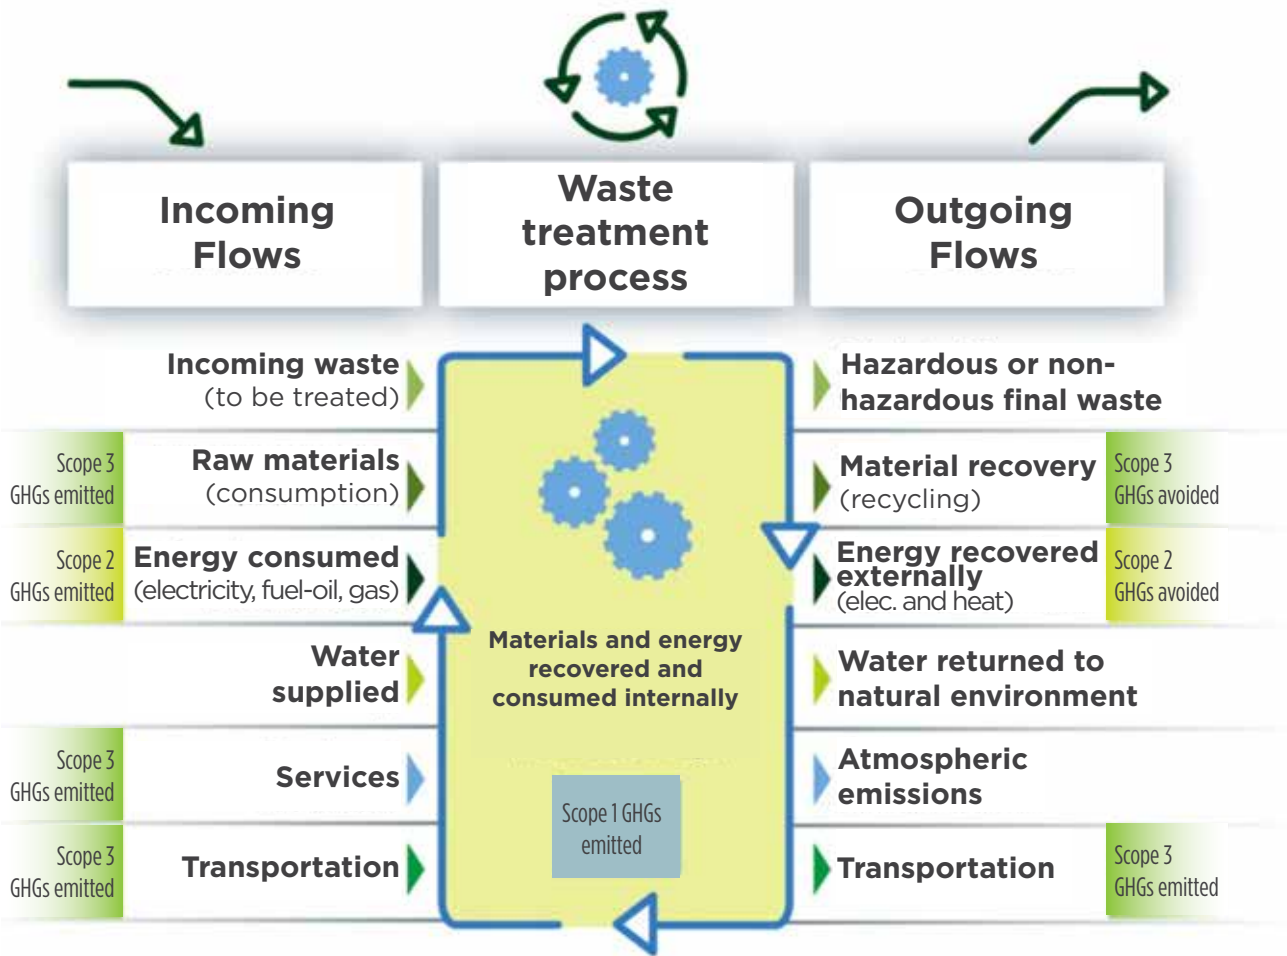 Incoming
Flows
Waste
treatment
process
Outgoing
Flows
Incoming waste
(to be treated)
Scope 3
GHGs emitted
Raw materials
(consumption)
Scope 2
GHGs emitted
Energy consumed
(electricity, fuel-oil, gas)
Water
supplied
Scope 3
GHGs emitted
Services
Scope 3
GHGs emitted
Transportation
Materials and energy
recovered and
consumed internally
Scope 1 GHGs
emitted
Hazardous or non-
hazardous final waste
Material recovery
(recycling)
Scope 3
GHGs avoided
Energy recovered
externally
(elec. and heat)
Scope 2
GHGs avoided
Water returned to
natural environment
Atmospheric
emissions
Transportation
Scope 3
GHGs emitted